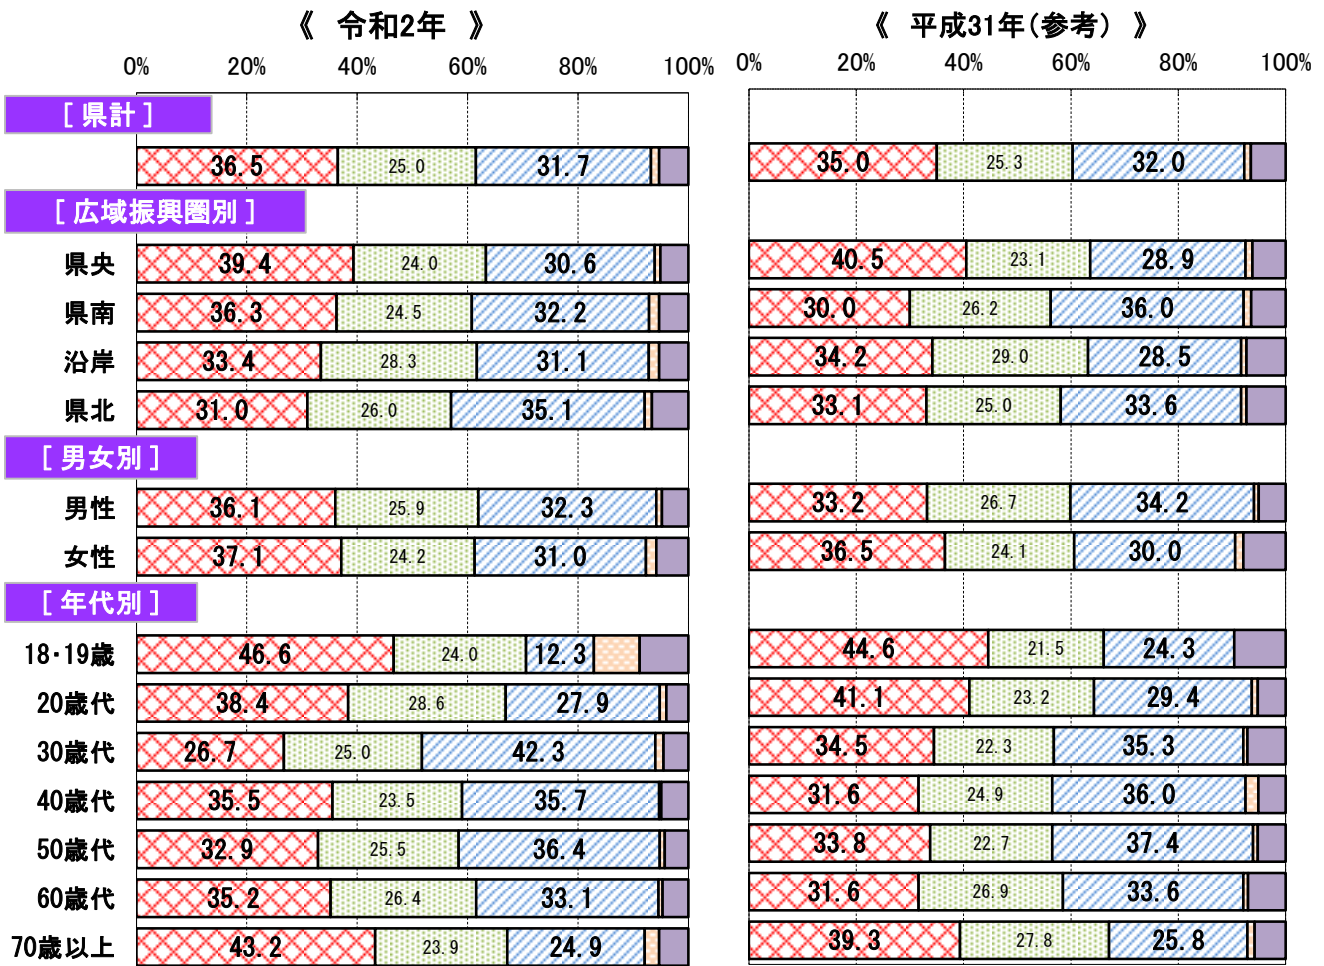 《 令和2年 》 《 平成31年(参考) 》
0% 20% 40% 60% 80% 100% 0% 20% 40% 60% 80% 100%
[ 県計 ]
36.5 25.0 31.7 35.0 25.3 32.0
[ 広域振興圏別 ]
県央 39.4 24.0 30.6 40.5 23.1 28.9
県南 36.3 24.5 32.2 30.0 26.2 36.0
沿岸 33.4 28.3 31.1 34.2 29.0 28.5
県北 31.0 26.0 35.1 33.1 25.0 33.6
[ 男女別 ]
男性 36.1 25.9 32.3 33.2 26.7 34.2
女性 37.1 24.2 31.0 36.5 24.1 30.0
[ 年代別 ]
18・19歳 46.6 24.0 12.3 44.6 21.5 24.3
20歳代 38.4 28.6 27.9 41.1 23.2 29.4
30歳代 26.7 25.0 42.3 34.5 22.3 35.3
40歳代 35.5 23.5 35.7 31.6 24.9 36.0
50歳代 32.9 25.5 36.4 33.8 22.7 37.4
60歳代 35.2 26.4 33.1 31.6 26.9 33.6
70歳以上 43.2 23.9 24.9 39.3 27.8 25.8